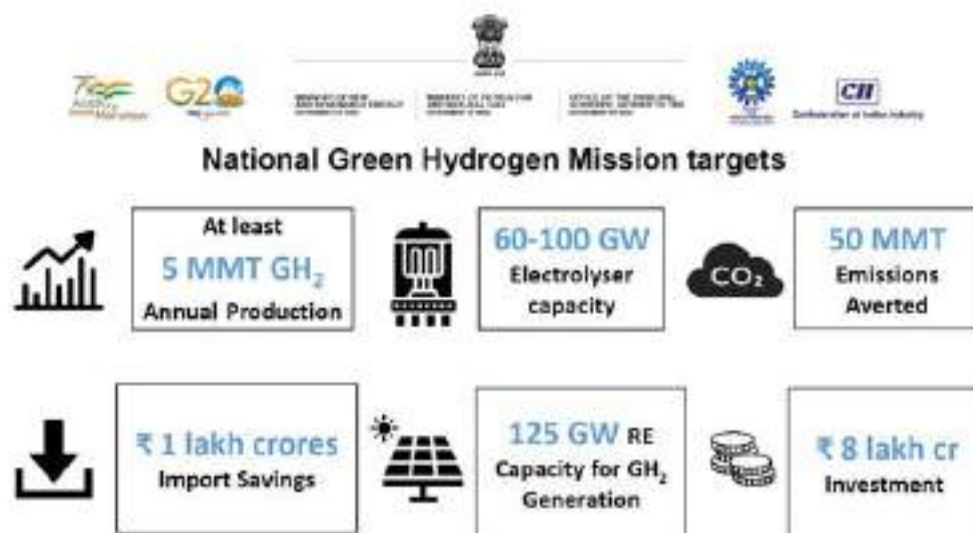 G20
CII
Confederation of Indian Industry
National Green Hydrogen Mission targets
At least
5 MMT GH₂
Annual Production
60-100 GW
Electrolyser
capacity
CO₂
50 MMT
Emissions
Averted
₹ 1 lakh crores
Import Savings
125 GW RE
Capacity for GH₂
Generation
₹ 8 lakh cr
Investment